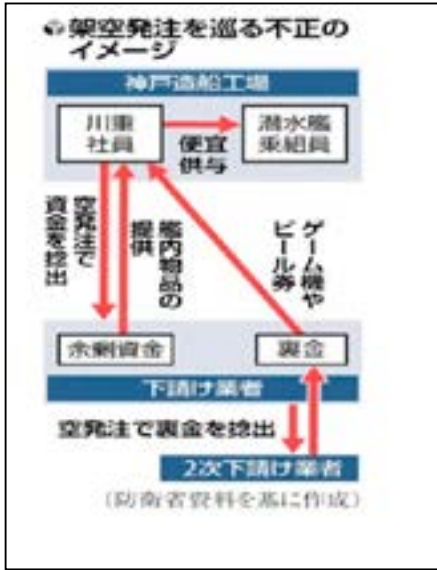 架空発注を巡る不正の
イメージ
神戸造船工場
川重
社員
潜水艦
乗組員
便宜
供与
空発注で
資金を捻出
艦内物品の
提供
ゲーム機や
ビール券
余剰資金
裏金
下請け業者
空発注で裏金を捻出
2次下請け業者
(防衛省資料を基に作成)